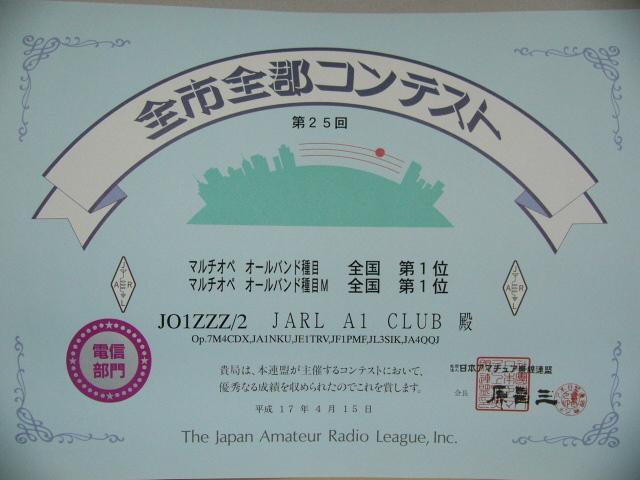 全市全郡コンテスト
第25回
マルチオペ オールバンド種目 全国 第1位
マルチオペ オールバンド種目M 全国 第1位
JO1ZZZ/2 JARL A1 CLUB 殿
Op.7M4CDX,JA1NKU,JE1TRV,JF1PMF,JL3SIK,JA4QQJ
電信
部門
貴局は、本連盟が主催するコンテストにおいて、
優秀なる成績を収められたのでこれを賞します。
平成17年4月15日
日本アマチュア無線連盟
会長 原昌三
The Japan Amateur Radio League, Inc.